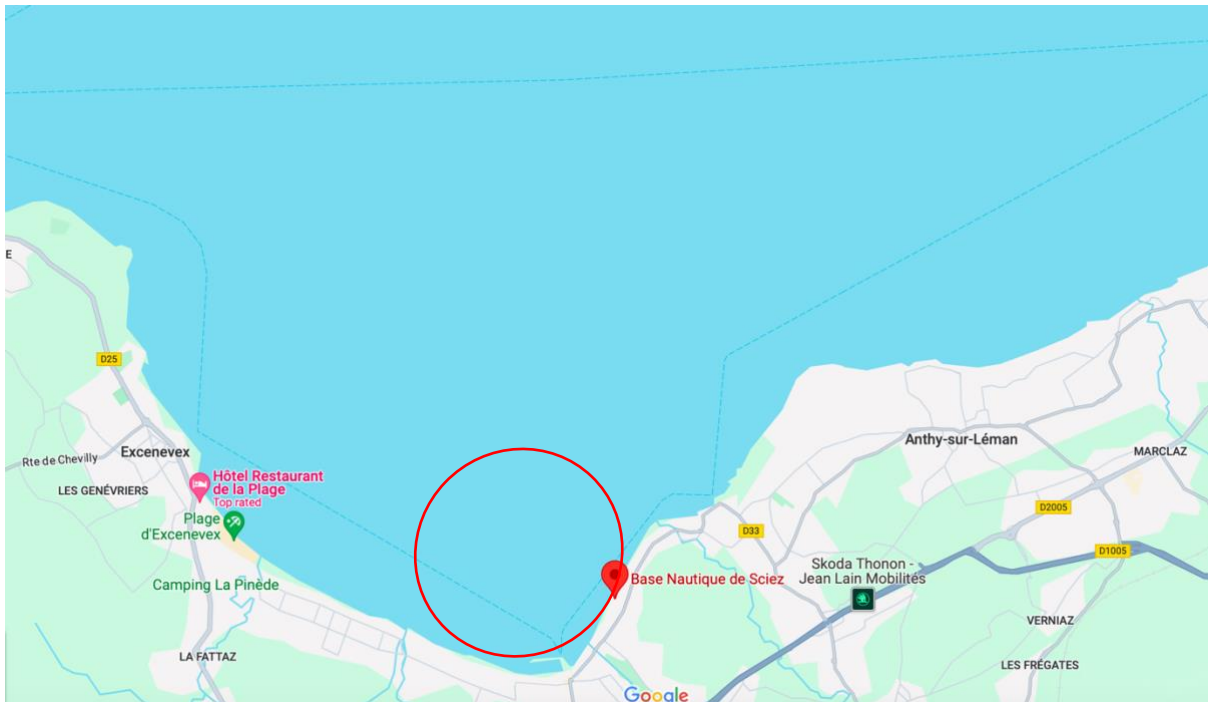 E
D25
Excenevex
Rte de Chevilly
LES GENÉVRIERS
Hôtel Restaurant
de la Plage
Top rated
Plage
d'Excenevex
Camping La Pinède
LA FATTAZ
Base Nautique de Sciez
Google
Anthy-sur-Léman
MARCLAZ
D2005
D33
D1005
Skoda Thonon -
Jean Lain Mobilités
VERNIAZ
LES FRÉGATES